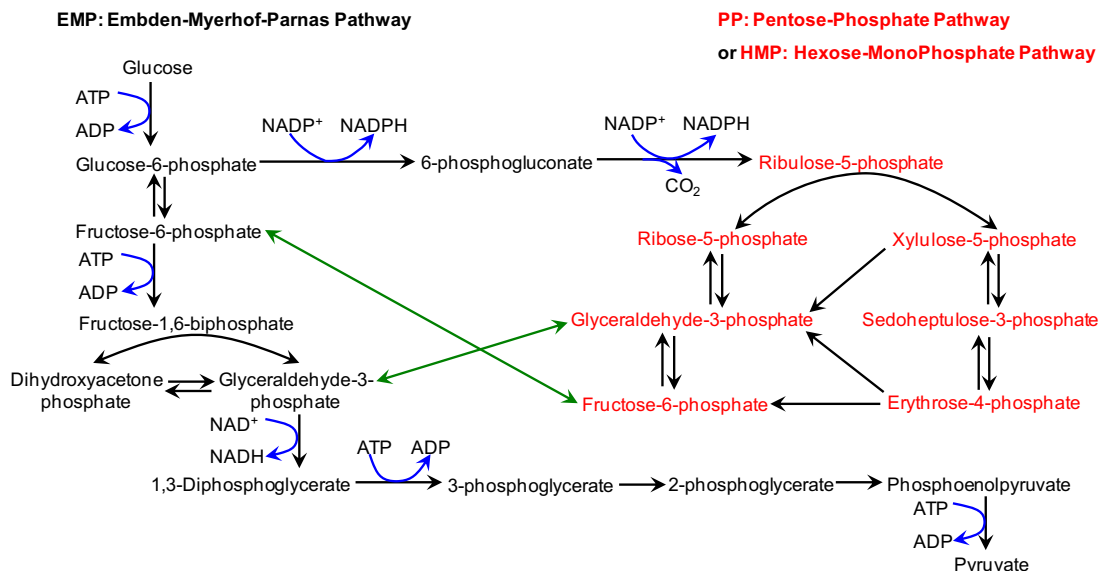 EMP: Embden-Myerhof-Parnas Pathway
PP: Pentose-Phosphate Pathway
or HMP: Hexose-MonoPhosphate Pathway
Glucose
ATP
ADP
NADP+
NADPH
NADP+
NADPH
Glucose-6-phosphate
6-phosphogluconate
Ribulose-5-phosphate
CO2
Fructose-6-phosphate
Ribose-5-phosphate
Xylulose-5-phosphate
ATP
ADP
Fructose-1,6-biphosphate
Glyceraldehyde-3-phosphate
Sedoheptulose-3-phosphate
Dihydroxyacetone
phosphate
Glyceraldehyde-3-
phosphate
Fructose-6-phosphate
Erythrose-4-phosphate
NAD+
NADH
ATP
ADP
1,3-Diphosphoglycerate
3-phosphoglycerate
2-phosphoglycerate
Phosphoenolpyruvate
ATP
ADP
Pyruvate